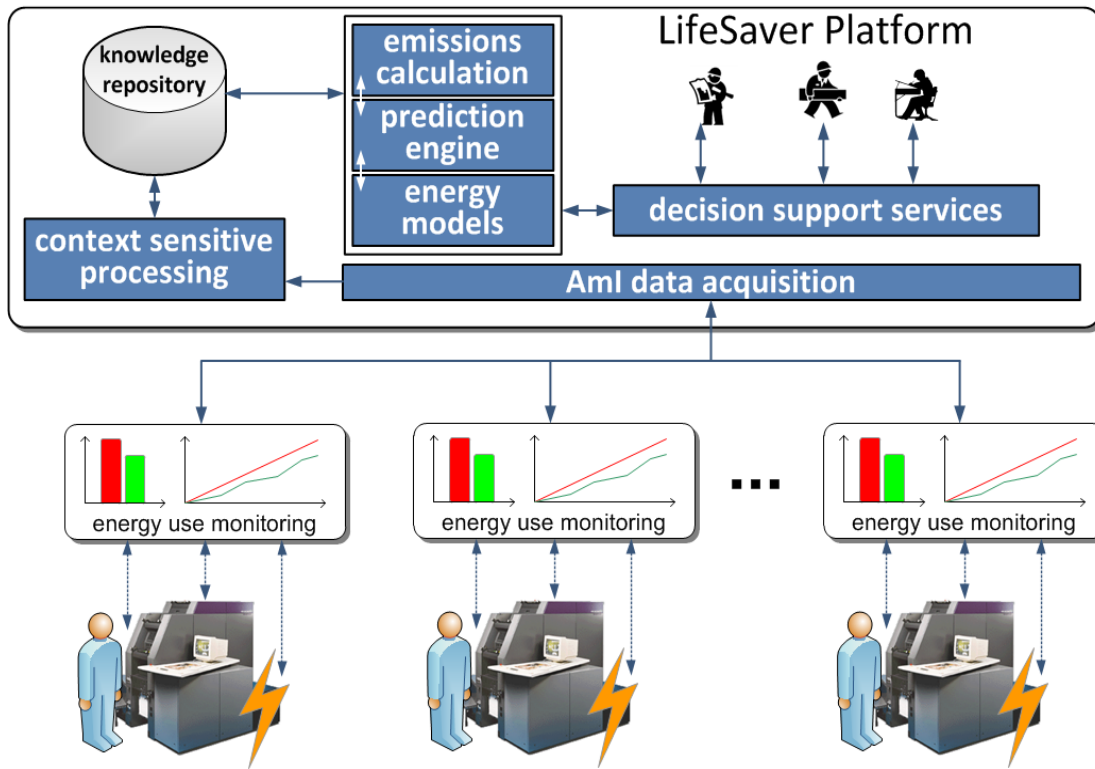 LifeSaver Platform
knowledge
repository
emissions
calculation
prediction
engine
energy
models
decision support services
context sensitive
processing
AmI data acquisition
energy use monitoring
energy use monitoring
...
energy use monitoring